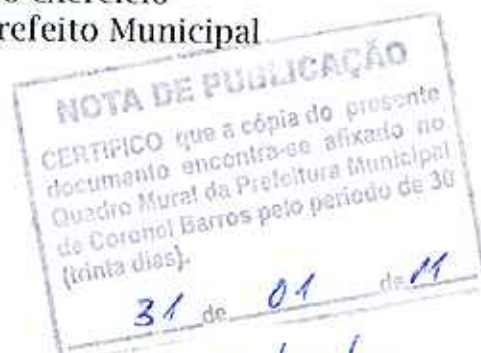 o exercício
refeito Municipal
NOTA DE PUBLICAÇÃO
CERTIFICO que a cópia do presente
documento encontra-se afixado no
Quadro Mural da Prefeitura Municipal
de Coronel Barros pelo período de 30
(trinta dias).
31 de 01 de 11